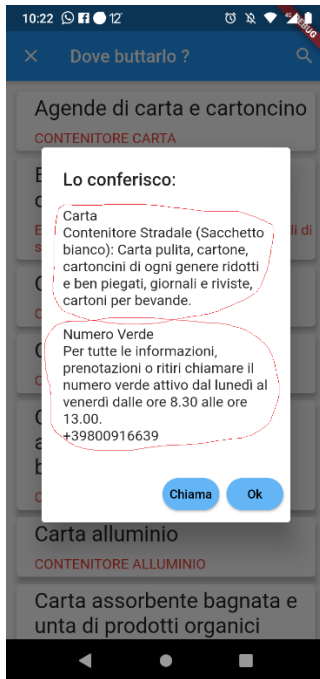 10:22
12
DEBUG
Dove buttarlo ?
Agende di carta e cartoncino
CONTENITORE CARTA
Lo conferisco:
Carta
Contenitore Stradale (Sacchetto
bianco): Carta pulita, cartone,
cartoncini di ogni genere ridotti
e ben piegati, giornali e riviste,
cartoni per bevande.
Numero Verde
Per tutte le informazioni,
prenotazioni o ritiri chiamare il
numero verde attivo dal lunedì al
venerdì dalle ore 8.30 alle ore
13.00.
+39800916639
Chiama
Ok
Carta alluminio
CONTENITORE ALLUMINIO
Carta assorbente bagnata e
unta di prodotti organici